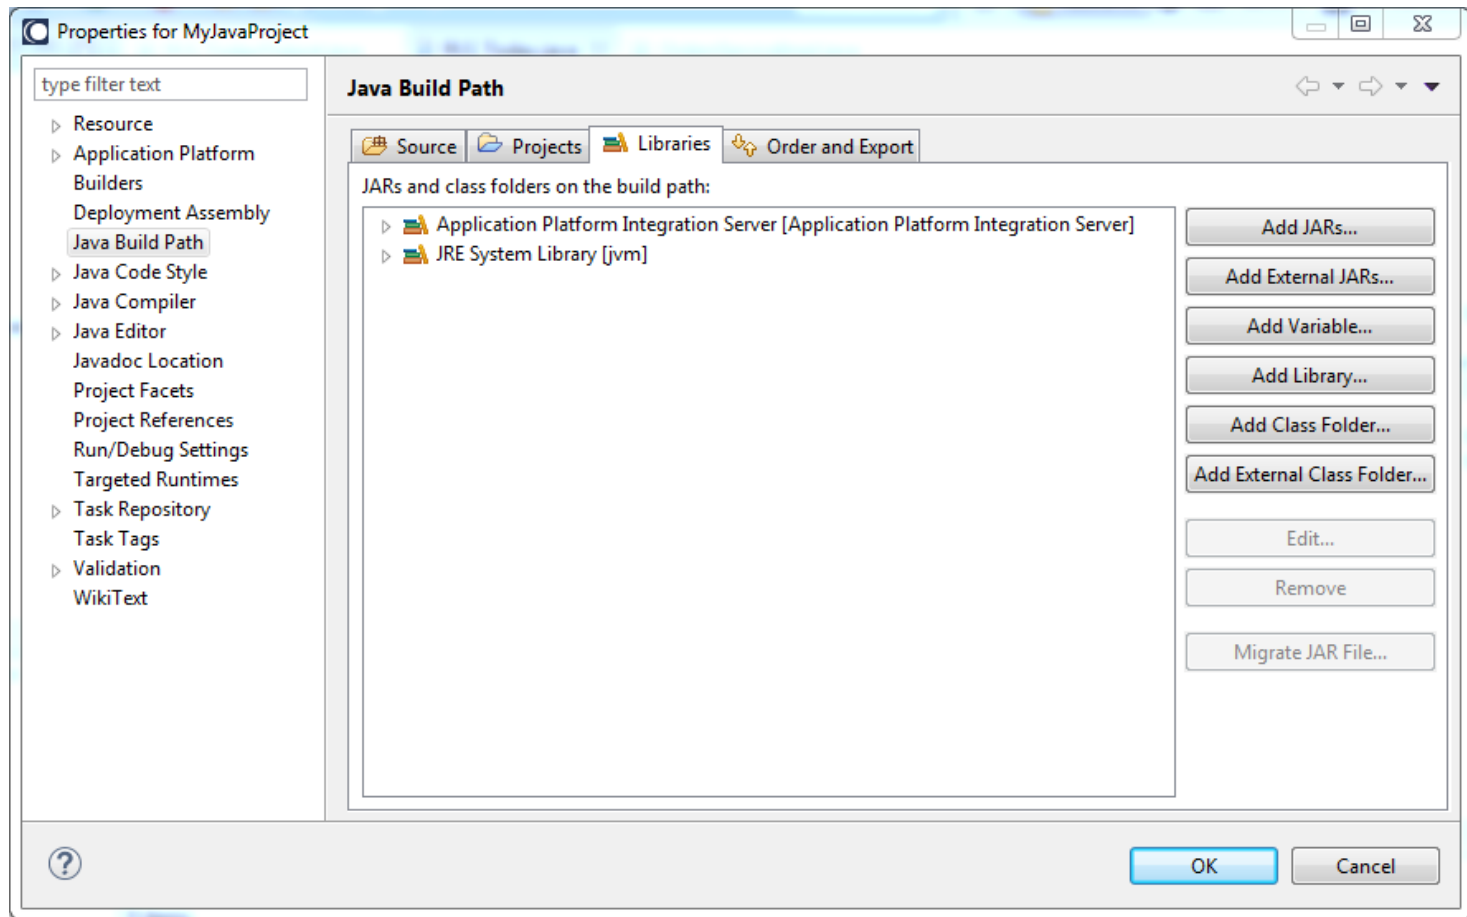 Properties for MyJavaProject
type filter text
Resource
Application Platform
Builders
Deployment Assembly
Java Build Path
Java Code Style
Java Compiler
Java Editor
Javadoc Location
Project Facets
Project References
Run/Debug Settings
Targeted Runtimes
Task Repository
Task Tags
Validation
WikiText
Java Build Path
Source Projects Libraries Order and Export
JARs and class folders on the build path:
Application Platform Integration Server [Application Platform Integration Server]
JRE System Library [jvm]
Add JARs...
Add External JARs...
Add Variable...
Add Library...
Add Class Folder...
Add External Class Folder...
Edit...
Remove
Migrate JAR File...
?
OK Cancel